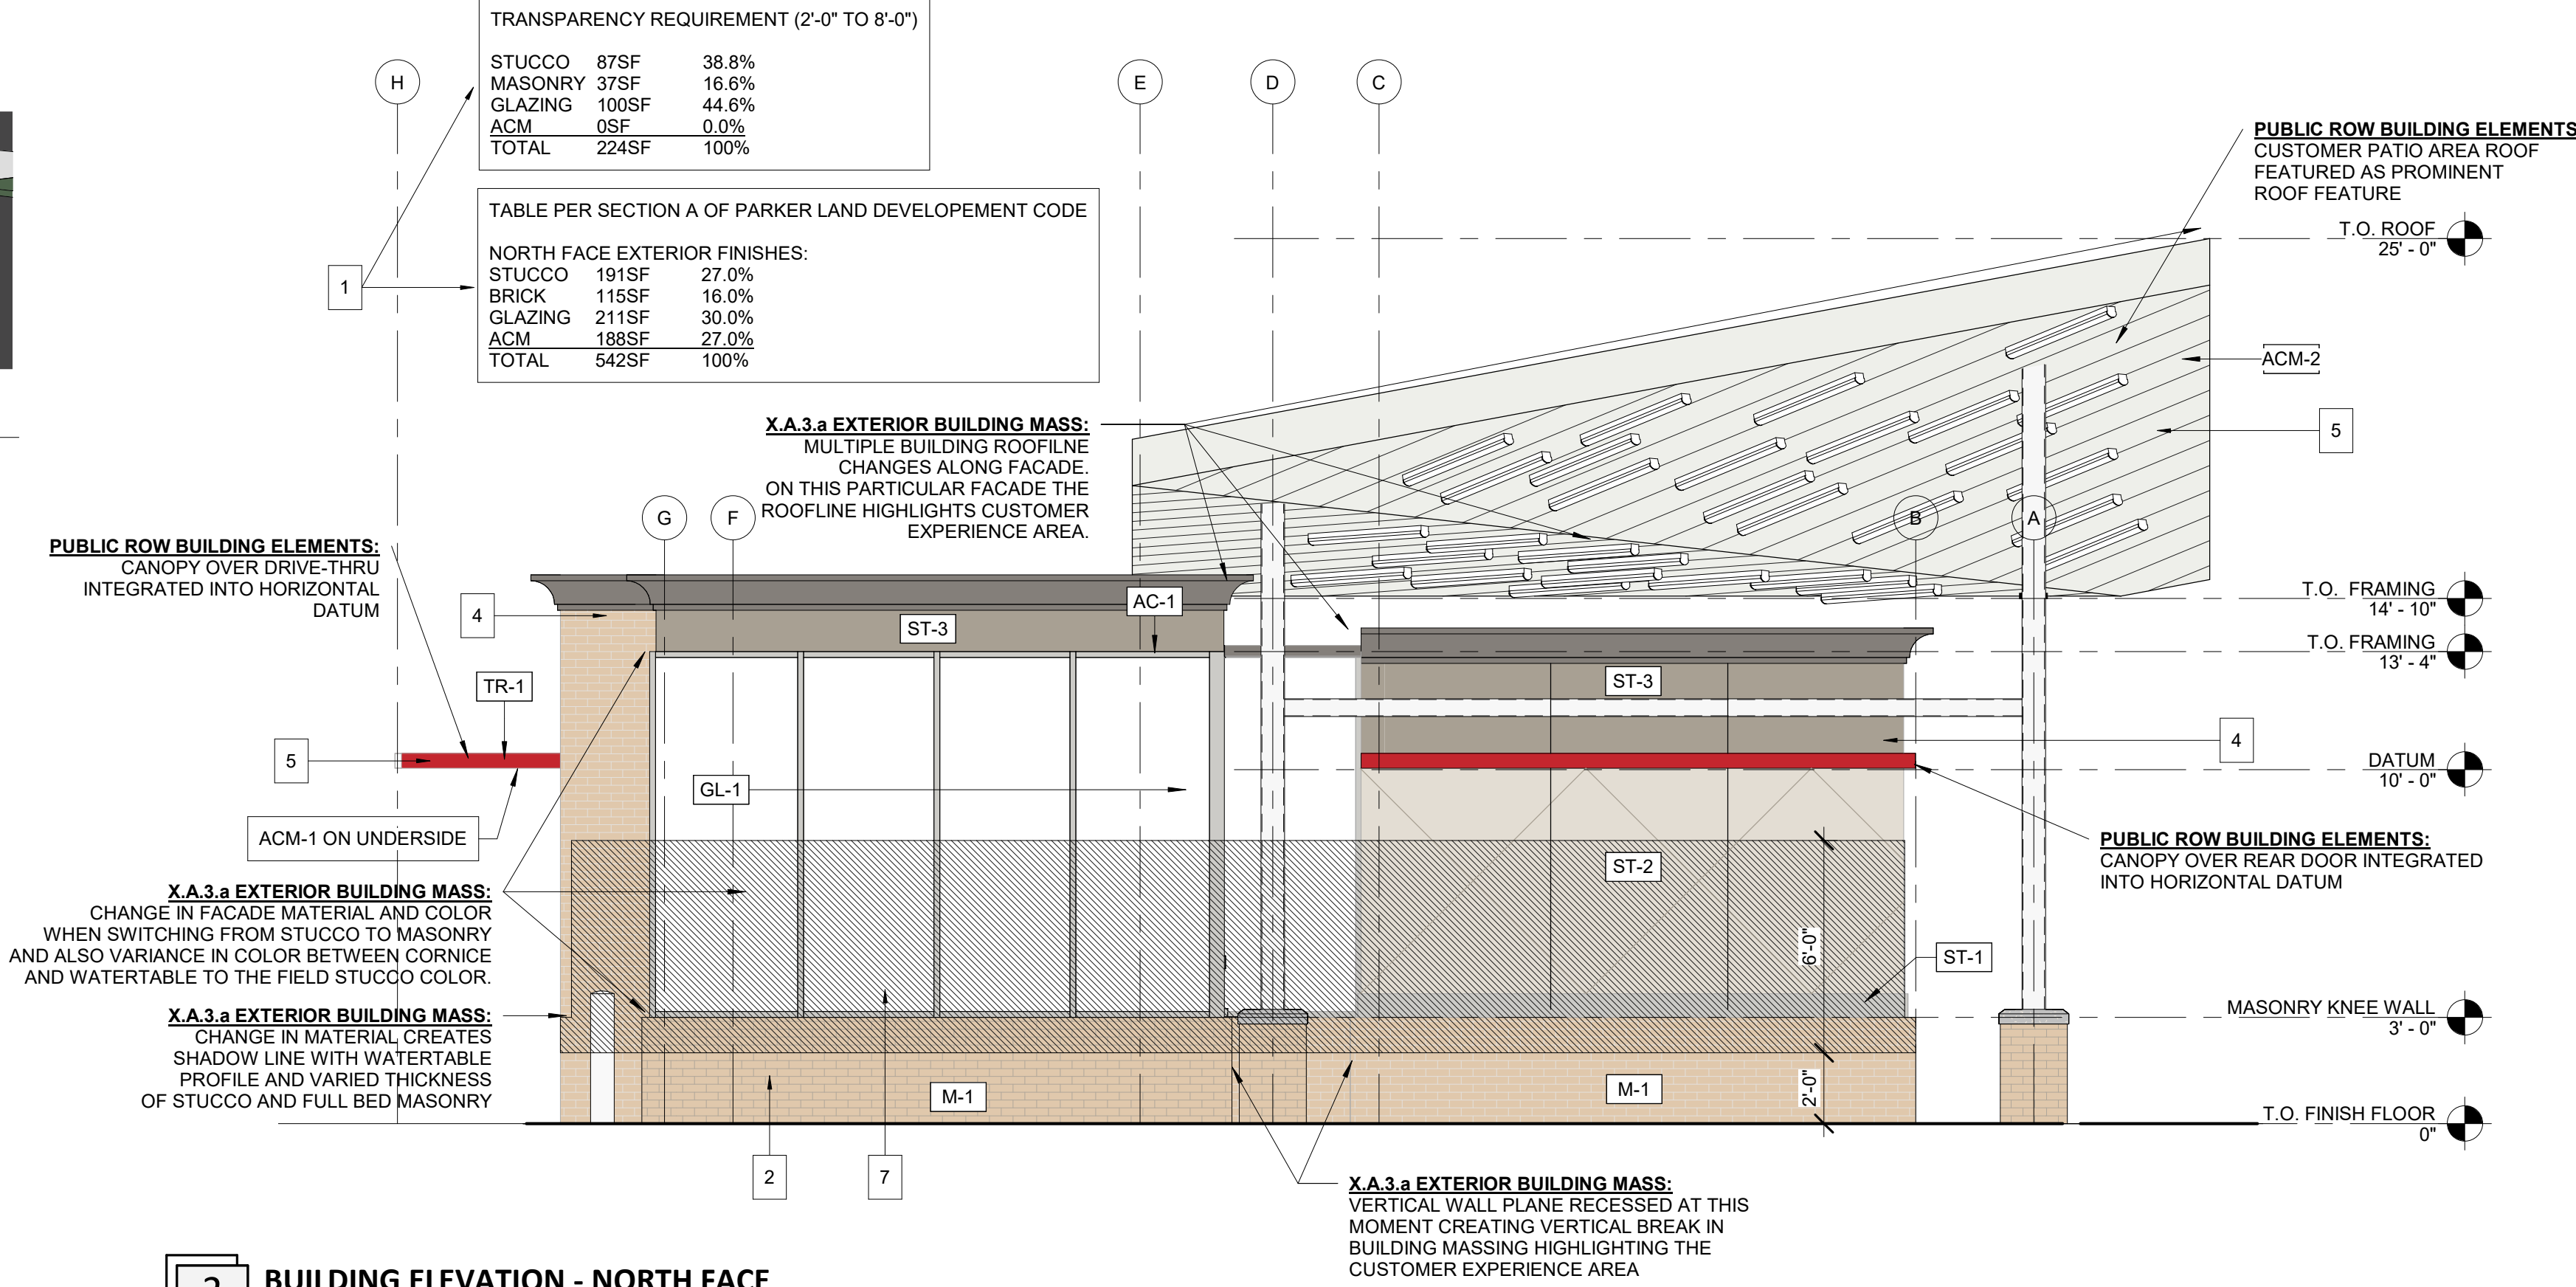 TRANSPARENCY REQUIREMENT (2'-0" TO 8'-0")
STUCCO 87SF 38.8%
MASONRY 37SF 16.6%
GLAZING 100SF 44.6%
ACM 0SF 0.0%
TOTAL 224SF 100%
H
E
D
C
TABLE PER SECTION A OF PARKER LAND DEVELOPEMENT CODE
NORTH FACE EXTERIOR FINISHES:
STUCCO 191SF 27.0%
BRICK 115SF 16.0%
GLAZING 211SF 30.0%
ACM 188SF 27.0%
TOTAL 542SF 100%
1
PUBLIC ROW BUILDING ELEMENTS
CUSTOMER PATIO AREA ROOF
FEATURED AS PROMINENT
ROOF FEATURE
T.O. ROOF
25' - 0"
ACM-2
5
X.A.3.a EXTERIOR BUILDING MASS:
MULTIPLE BUILDING ROOFILNE
CHANGES ALONG FACADE.
ON THIS PARTICULAR FACADE THE
ROOFLINE HIGHLIGHTS CUSTOMER
EXPERIENCE AREA.
G
F
B
A
PUBLIC ROW BUILDING ELEMENTS:
CANOPY OVER DRIVE-THRU
INTEGRATED INTO HORIZONTAL
DATUM
4
AC-1
ST-3
T.O. FRAMING
14' - 10"
T.O. FRAMING
13' - 4"
TR-1
ST-3
5
4
GL-1
DATUM
10' - 0"
ACM-1 ON UNDERSIDE
PUBLIC ROW BUILDING ELEMENTS:
CANOPY OVER REAR DOOR INTEGRATED
INTO HORIZONTAL DATUM
ST-2
X.A.3.a EXTERIOR BUILDING MASS:
CHANGE IN FACADE MATERIAL AND COLOR
WHEN SWITCHING FROM STUCCO TO MASONRY
AND ALSO VARIANCE IN COLOR BETWEEN CORNICE
AND WATERTABLE TO THE FIELD STUCCO COLOR.
6'-0"
ST-1
X.A.3.a EXTERIOR BUILDING MASS:
CHANGE IN MATERIAL CREATES
SHADOW LINE WITH WATERTABLE
PROFILE AND VARIED THICKNESS
OF STUCCO AND FULL BED MASONRY
MASONRY KNEE WALL
3' - 0"
M-1
M-1
2'-0"
T.O. FINISH FLOOR
0"
2
7
X.A.3.a EXTERIOR BUILDING MASS:
VERTICAL WALL PLANE RECESSED AT THIS
MOMENT CREATING VERTICAL BREAK IN
BUILDING MASSING HIGHLIGHTING THE
CUSTOMER EXPERIENCE AREA
BUILDING ELEVATION - NORTH FACE